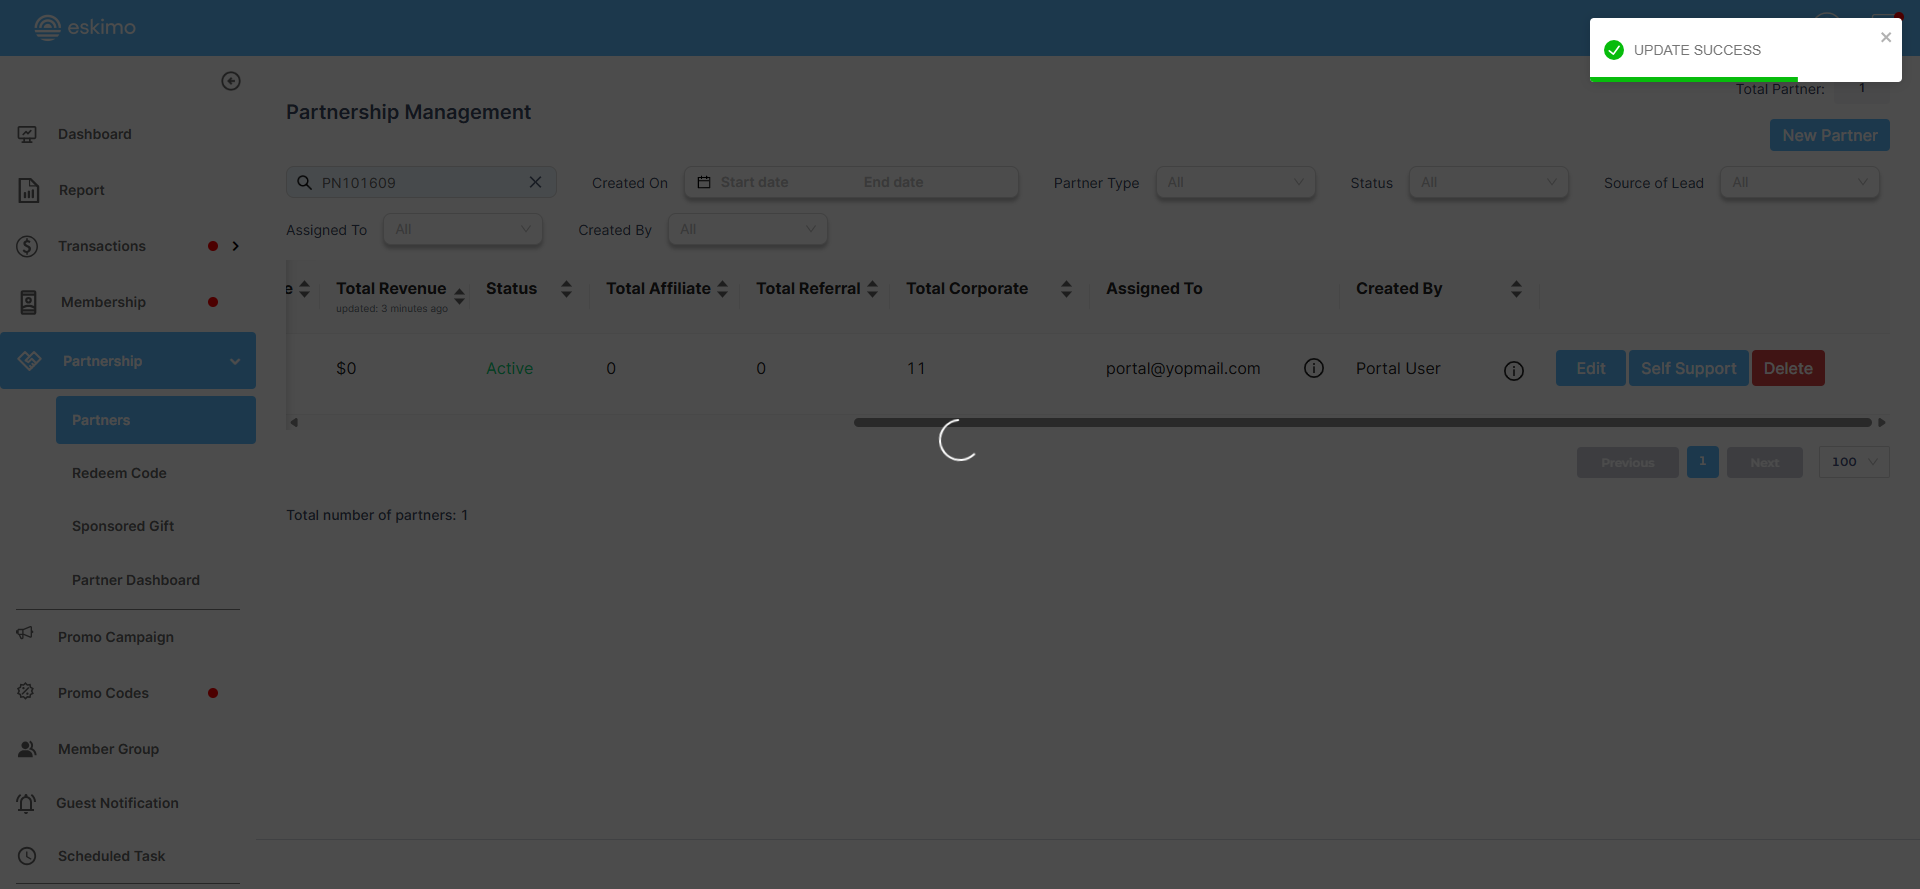 eskimo
UPDATE SUCCESS
Total Partner: 1
Partnership Management
New Partner
Dashboard
Report
Transactions
Membership
Partnership
Partners
Redeem Code
Sponsored Gift
Partner Dashboard
Promo Campaign
Promo Codes
Member Group
Guest Notification
Scheduled Task
PN101609
Created On Start date End date
Partner Type All
Status All
Source of Lead All
Assigned To All
Created By All
e Total Revenue Status Total Affiliate Total Referral Total Corporate Assigned To Created By
updated: 3 minutes ago
$0 Active 0 0 11 portal@yopmail.com Portal User Edit Self Support Delete
Previous 1 Next 100
Total number of partners: 1